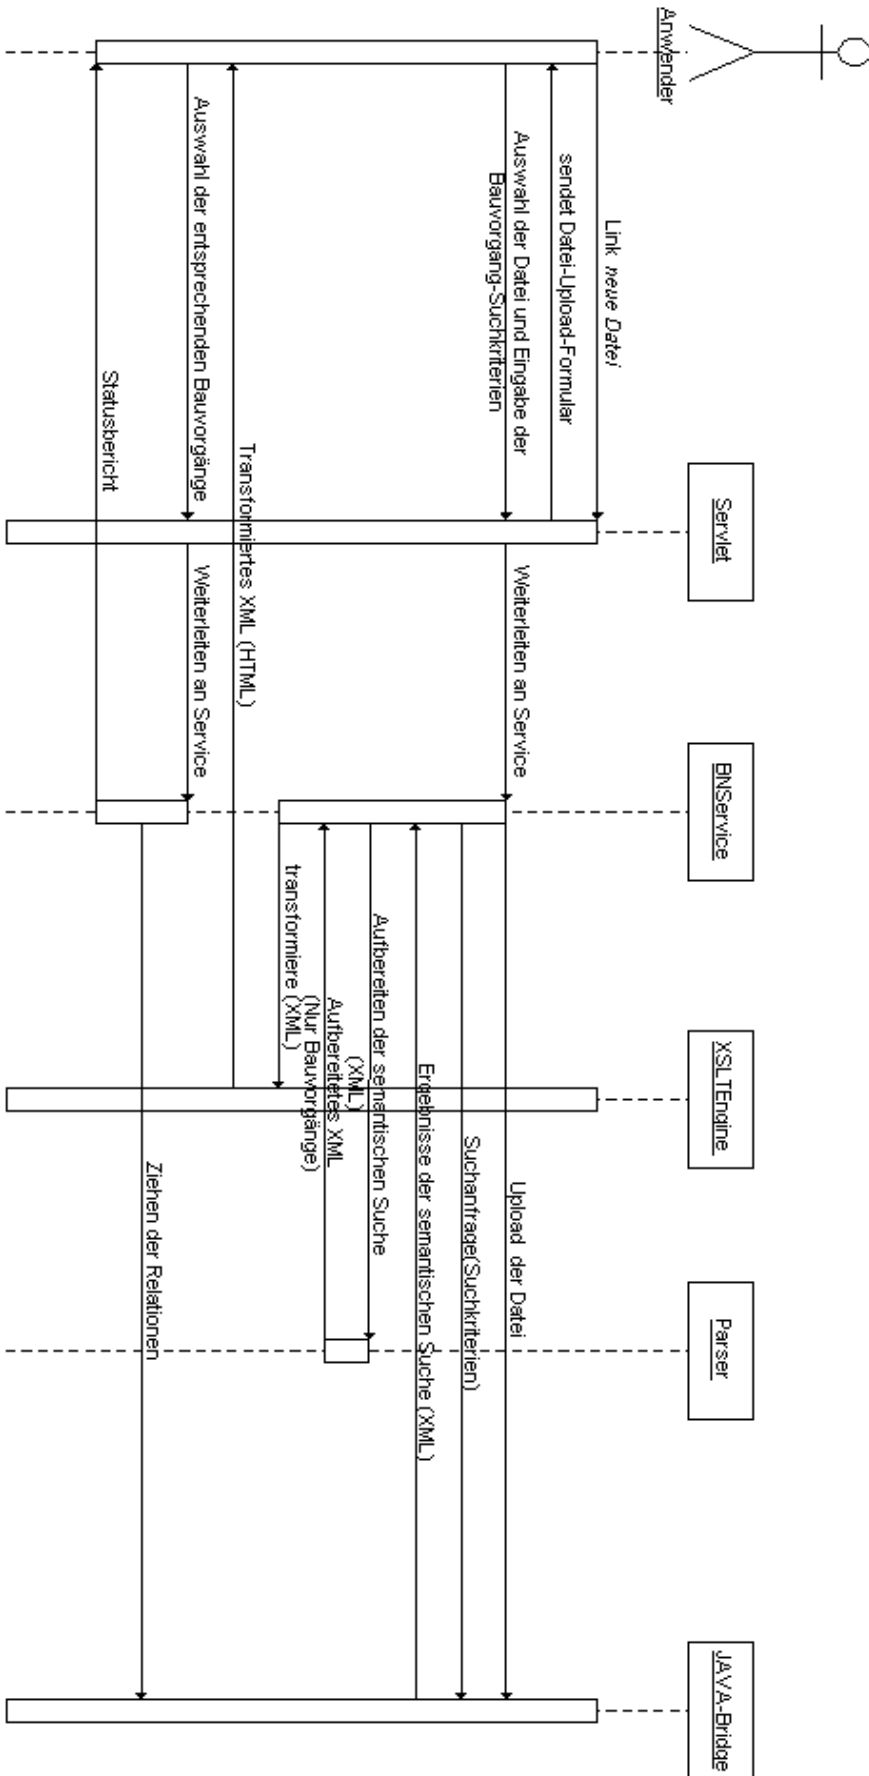 Anwender
Servlet
BNService
XSLTEngine
Parser
JAVA-Bridge
Link neue Datei
sendet Datei-Upload-Formular
Auswahl der Datei und Eingabe der
Bauvorgang-Suchkriterien
Weiterleiten an Service
Upload der Datei
Suchanfrage(Suchkriterien)
Ergebnisse der semantischen Suche (XML)
Aufbereiten der semantischen Suche
(XML)
Aufbereitetes XML
(Nur Bauvorgänge)
transformiere (XML)
Transformiertes XML (HTML)
Auswahl der entsprechenden Bauvorgänge
Weiterleiten an Service
Ziehen der Relationen
Statusbericht